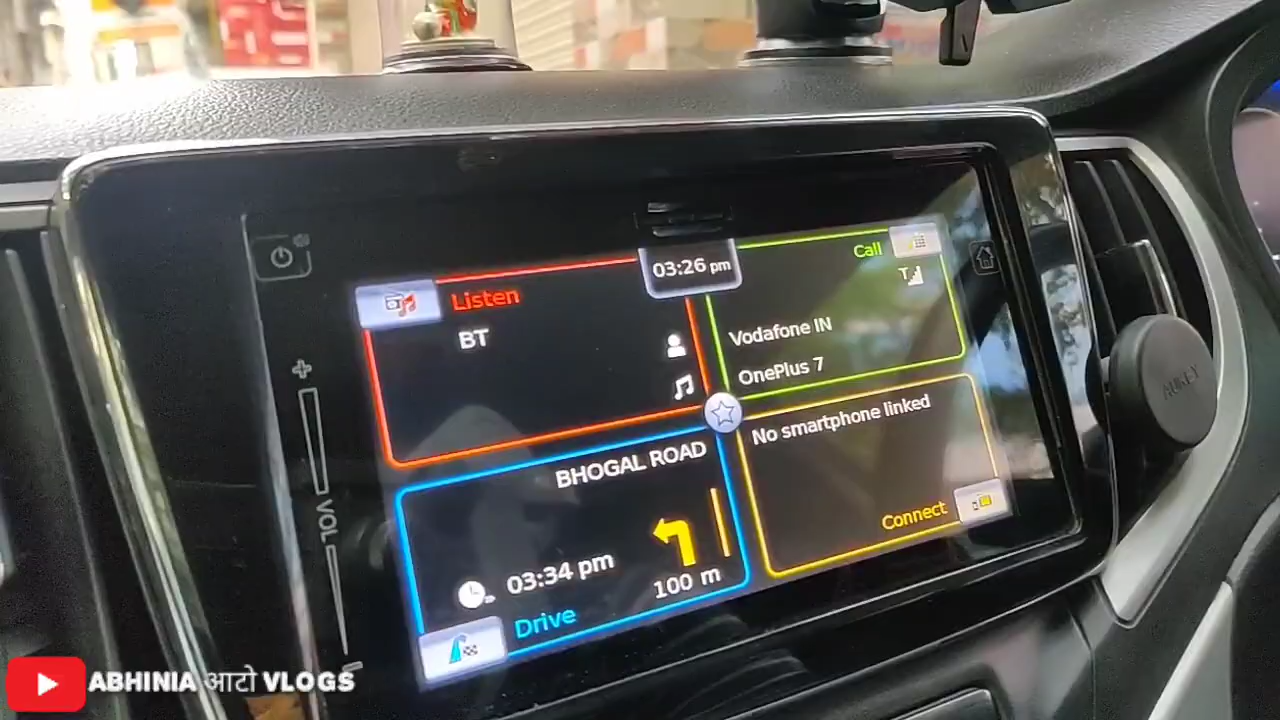 03:26 pm
Call
Listen
BT
T
Vodafone IN
OnePlus 7
No smartphone linked
Connect
BHOGAL ROAD
03:34 pm
100 m
Drive
VOL
AUKEY
ABHINIA आटो VLOGS